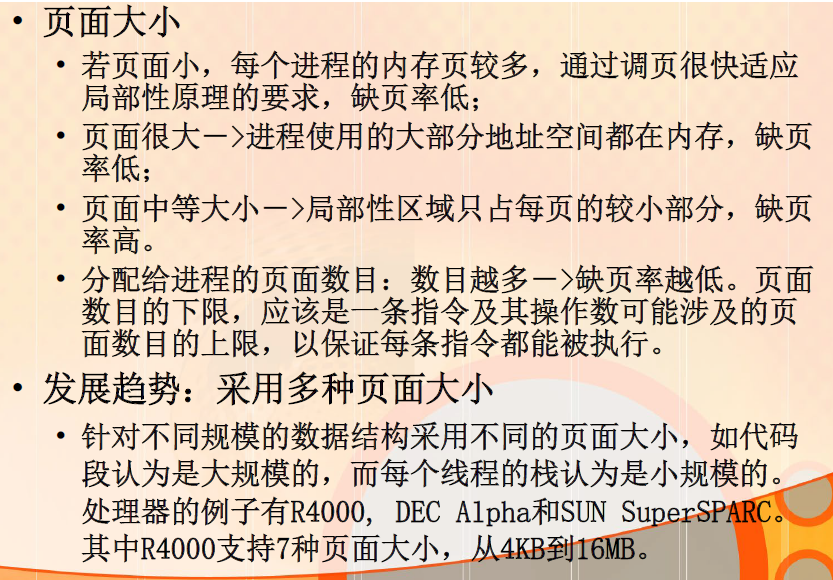 • 页面大小
• 若页面小，每个进程的内存页较多，通过调页很快适应
局部性原理的要求，缺页率低；
• 页面很大－>进程使用的大部分地址空间都在内存，缺页
率低；
• 页面中等大小－>局部性区域只占每页的较小部分，缺页
率高。
• 分配给进程的页面数目：数目越多－>缺页率越低。页面
数目的下限，应该是一条指令及其操作数可能涉及的页
面数目的上限，以保证每条指令都能被执行。
• 发展趋势：采用多种页面大小
• 针对不同规模的数据结构采用不同的页面大小，如代码
段认为是大规模的，而每个线程的栈认为是小规模的。
处理器的例子有R4000, DEC Alpha和SUN SuperSPARC。
其中R4000支持7种页面大小，从4KB到16MB。